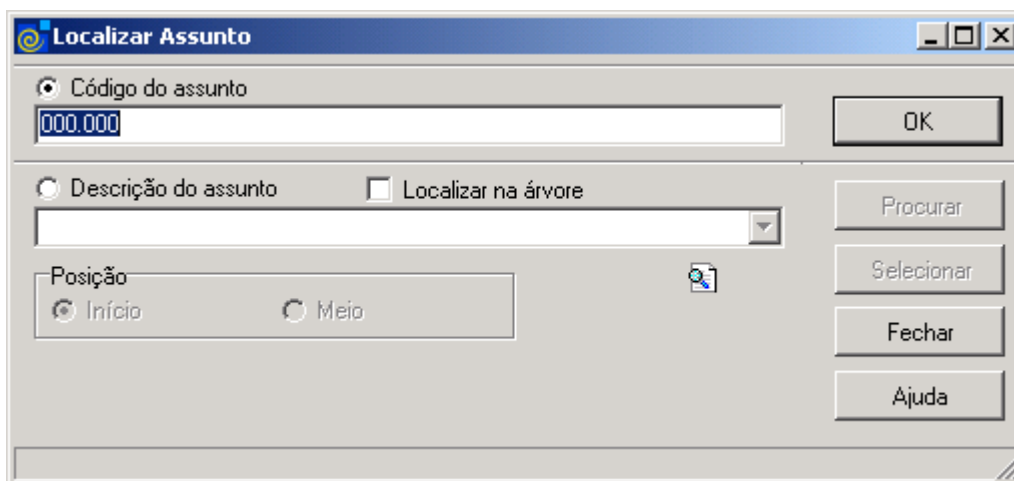 Localizar Assunto
Código do assunto
000.000
OK
Descrição do assunto Localizar na árvore
Procurar
Posição
Início Meio
Selecionar
Fechar
Ajuda